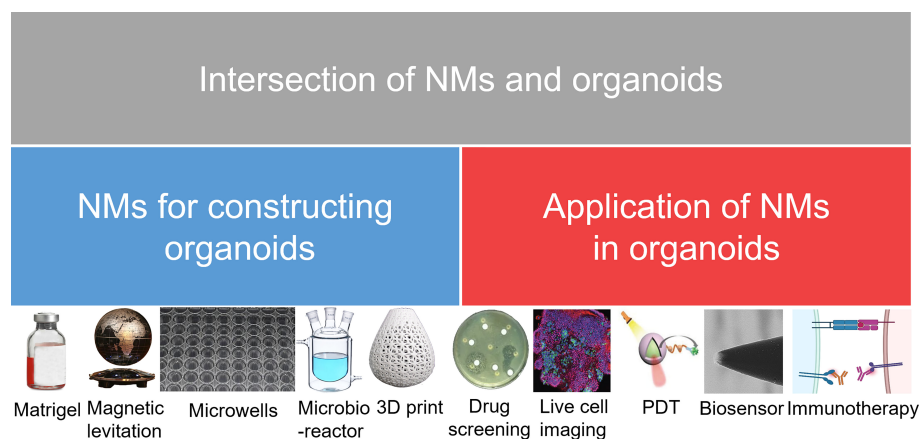 Intersection of NMs and organoids
NMs for constructing
organoids
Application of NMs
in organoids
Matrigel
Magnetic
levitation
Microwells
Microbio
-reactor
3D print
Drug
screening
Live cell
imaging
PDT
Biosensor
Immunotherapy